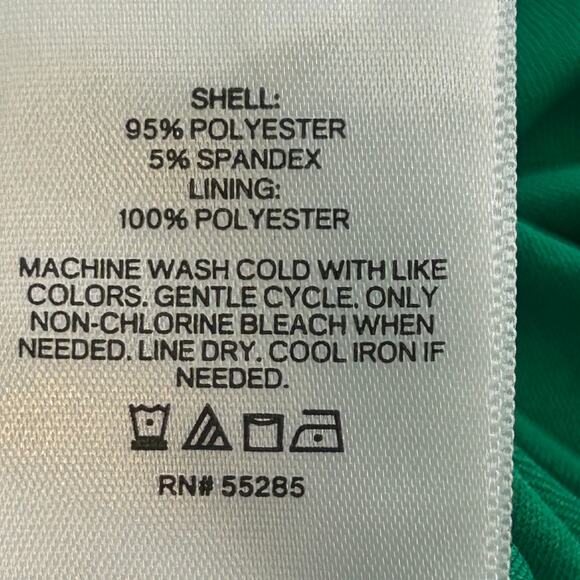 SHELL:
95% POLYESTER
5% SPANDEX
LINING:
100% POLYESTER
MACHINE WASH COLD WITH LIKE
COLORS. GENTLE CYCLE. ONLY
NON-CHLORINE BLEACH WHEN
NEEDED. LINE DRY. COOL IRON IF
NEEDED.
RN# 55285